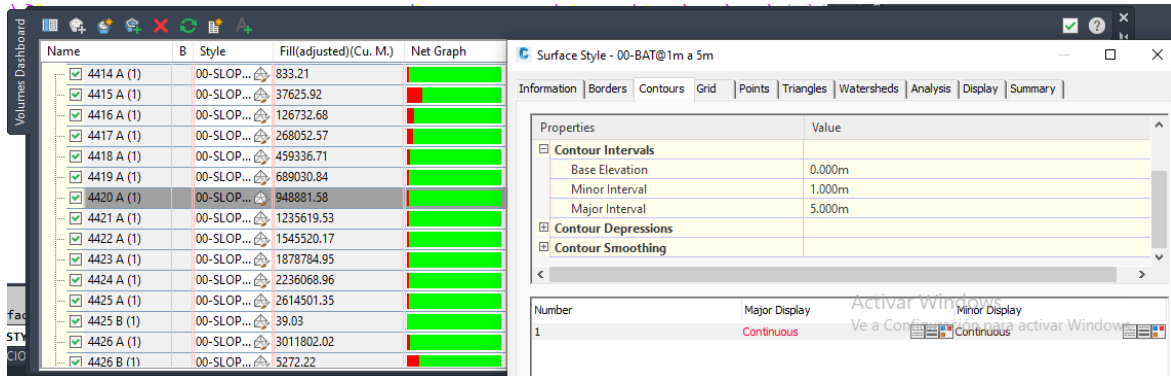 Volumes Dashboard
Name B Style Fill(adjusted)(Cu. M.) Net Graph
4414 A (1) 00-SLOP... 833.21
4415 A (1) 00-SLOP... 37625.92
4416 A (1) 00-SLOP... 126732.68
4417 A (1) 00-SLOP... 268052.57
4418 A (1) 00-SLOP... 459336.71
4419 A (1) 00-SLOP... 689030.84
4420 A (1) 00-SLOP... 948881.58
4421 A (1) 00-SLOP... 1235619.53
4422 A (1) 00-SLOP... 1545520.17
4423 A (1) 00-SLOP... 1878784.95
4424 A (1) 00-SLOP... 2236068.96
4425 A (1) 00-SLOP... 2614501.35
4425 B (1) 00-SLOP... 39.03
4426 A (1) 00-SLOP... 3011802.02
4426 B (1) 00-SLOP... 5272.22
Surface Style - 00-BAT@1m a 5m
Information Borders Contours Grid Points Triangles Watersheds Analysis Display Summary
Properties Value
Contour Intervals
Base Elevation 0.000m
Minor Interval 1.000m
Major Interval 5.000m
Contour Depressions
Contour Smoothing
Number Major Display Minor Display
1 Continuous Continuous
Activar Windows
Ve a Configuración para activar Windows.